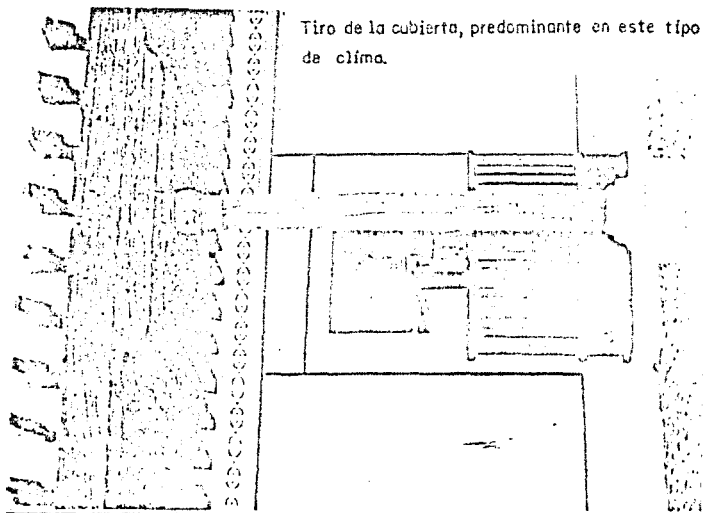 Tiro de la cubierta, predominante en este tipo
de clima.